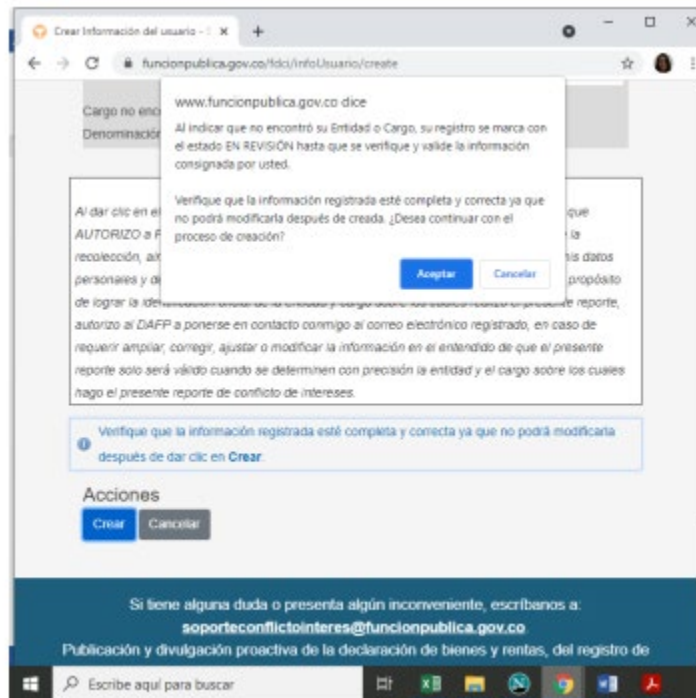 Crear Información del usuario - S
funcionpublica.gov.co/fdci/infoUsuario/create
Cargo no enc
Denominación
www.funcionpublica.gov.co dice
Al indicar que no encontró su Entidad o Cargo, su registro se marca con
el estado EN REVISIÓN hasta que se verifique y valide la información
consignada por usted.
Verifique que la información registrada esté completa y correcta ya que
no podrá modificarla después de creada. ¿Desea continuar con el
proceso de creación?
Aceptar Cancelar
Al dar clic en el que
AUTORIZO a la
recolección, datos
personales y de propósito
de lograr la
autorizo al DAFP a ponerse en contacto conmigo al correo electrónico registrado, en caso de
requerir ampliar, corregir, ajustar o modificar la información en el entendido de que el presente
reporte solo será válido cuando se determinen con precisión la entidad y el cargo sobre los cuales
hago el presente reporte de conflicto de intereses.
Verifique que la información registrada esté completa y correcta ya que no podrá modificarla
después de dar clic en Crear.
Acciones
Crear Cancelar
Si tiene alguna duda o presenta algún inconveniente, escríbanos a:
soporteconflictointeres@funcionpublica.gov.co
Publicación y divulgación proactiva de la declaración de bienes y rentas, del registro de
Escribe aquí para buscar